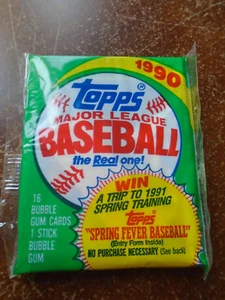 1990
Topps
MAJOR LEAGUE
BASEBALL
the Real one!
16
BUBBLE
GUM CARDS
1 STICK
BUBBLE
GUM
WIN
A TRIP TO 1991
SPRING TRAINING
Topps
"SPRING FEVER BASEBALL"
(Entry Form Inside)
NO PURCHASE NECESSARY (See back)